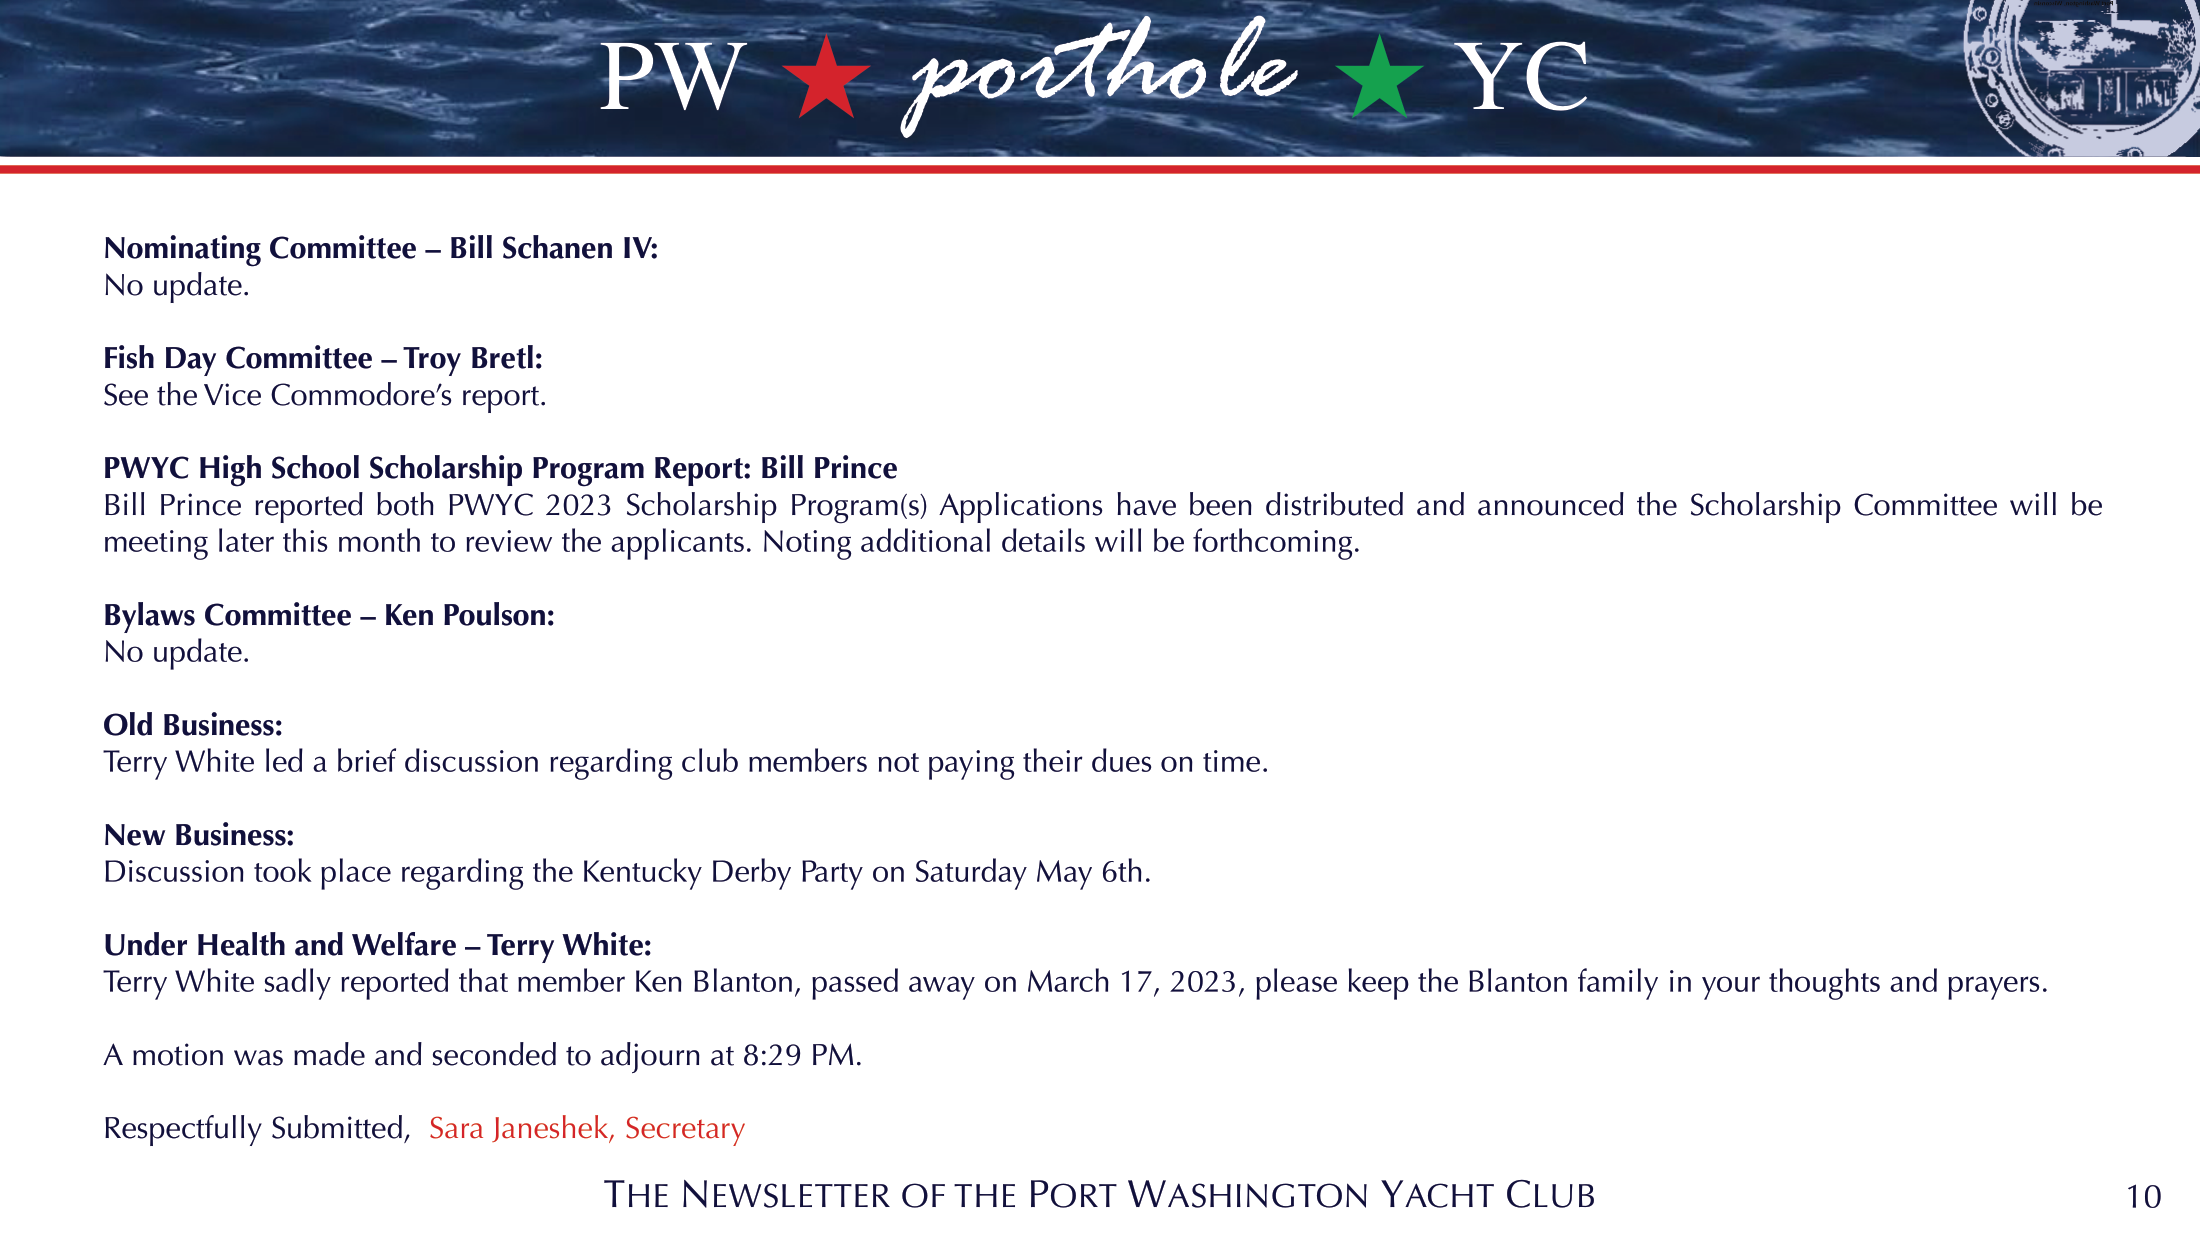 PW porthole YC
Nominating Committee – Bill Schanen IV:
No update.
Fish Day Committee – Troy Bretl:
See the Vice Commodore’s report.
PWYC High School Scholarship Program Report: Bill Prince
Bill Prince reported both PWYC 2023 Scholarship Program(s) Applications have been distributed and announced the Scholarship Committee will be
meeting later this month to review the applicants. Noting additional details will be forthcoming.
Bylaws Committee – Ken Poulson:
No update.
Old Business:
Terry White led a brief discussion regarding club members not paying their dues on time.
New Business:
Discussion took place regarding the Kentucky Derby Party on Saturday May 6th.
Under Health and Welfare – Terry White:
Terry White sadly reported that member Ken Blanton, passed away on March 17, 2023, please keep the Blanton family in your thoughts and prayers.
A motion was made and seconded to adjourn at 8:29 PM.
Respectfully Submitted, Sara Janeshek, Secretary
THE NEWSLETTER OF THE PORT WASHINGTON YACHT CLUB
10